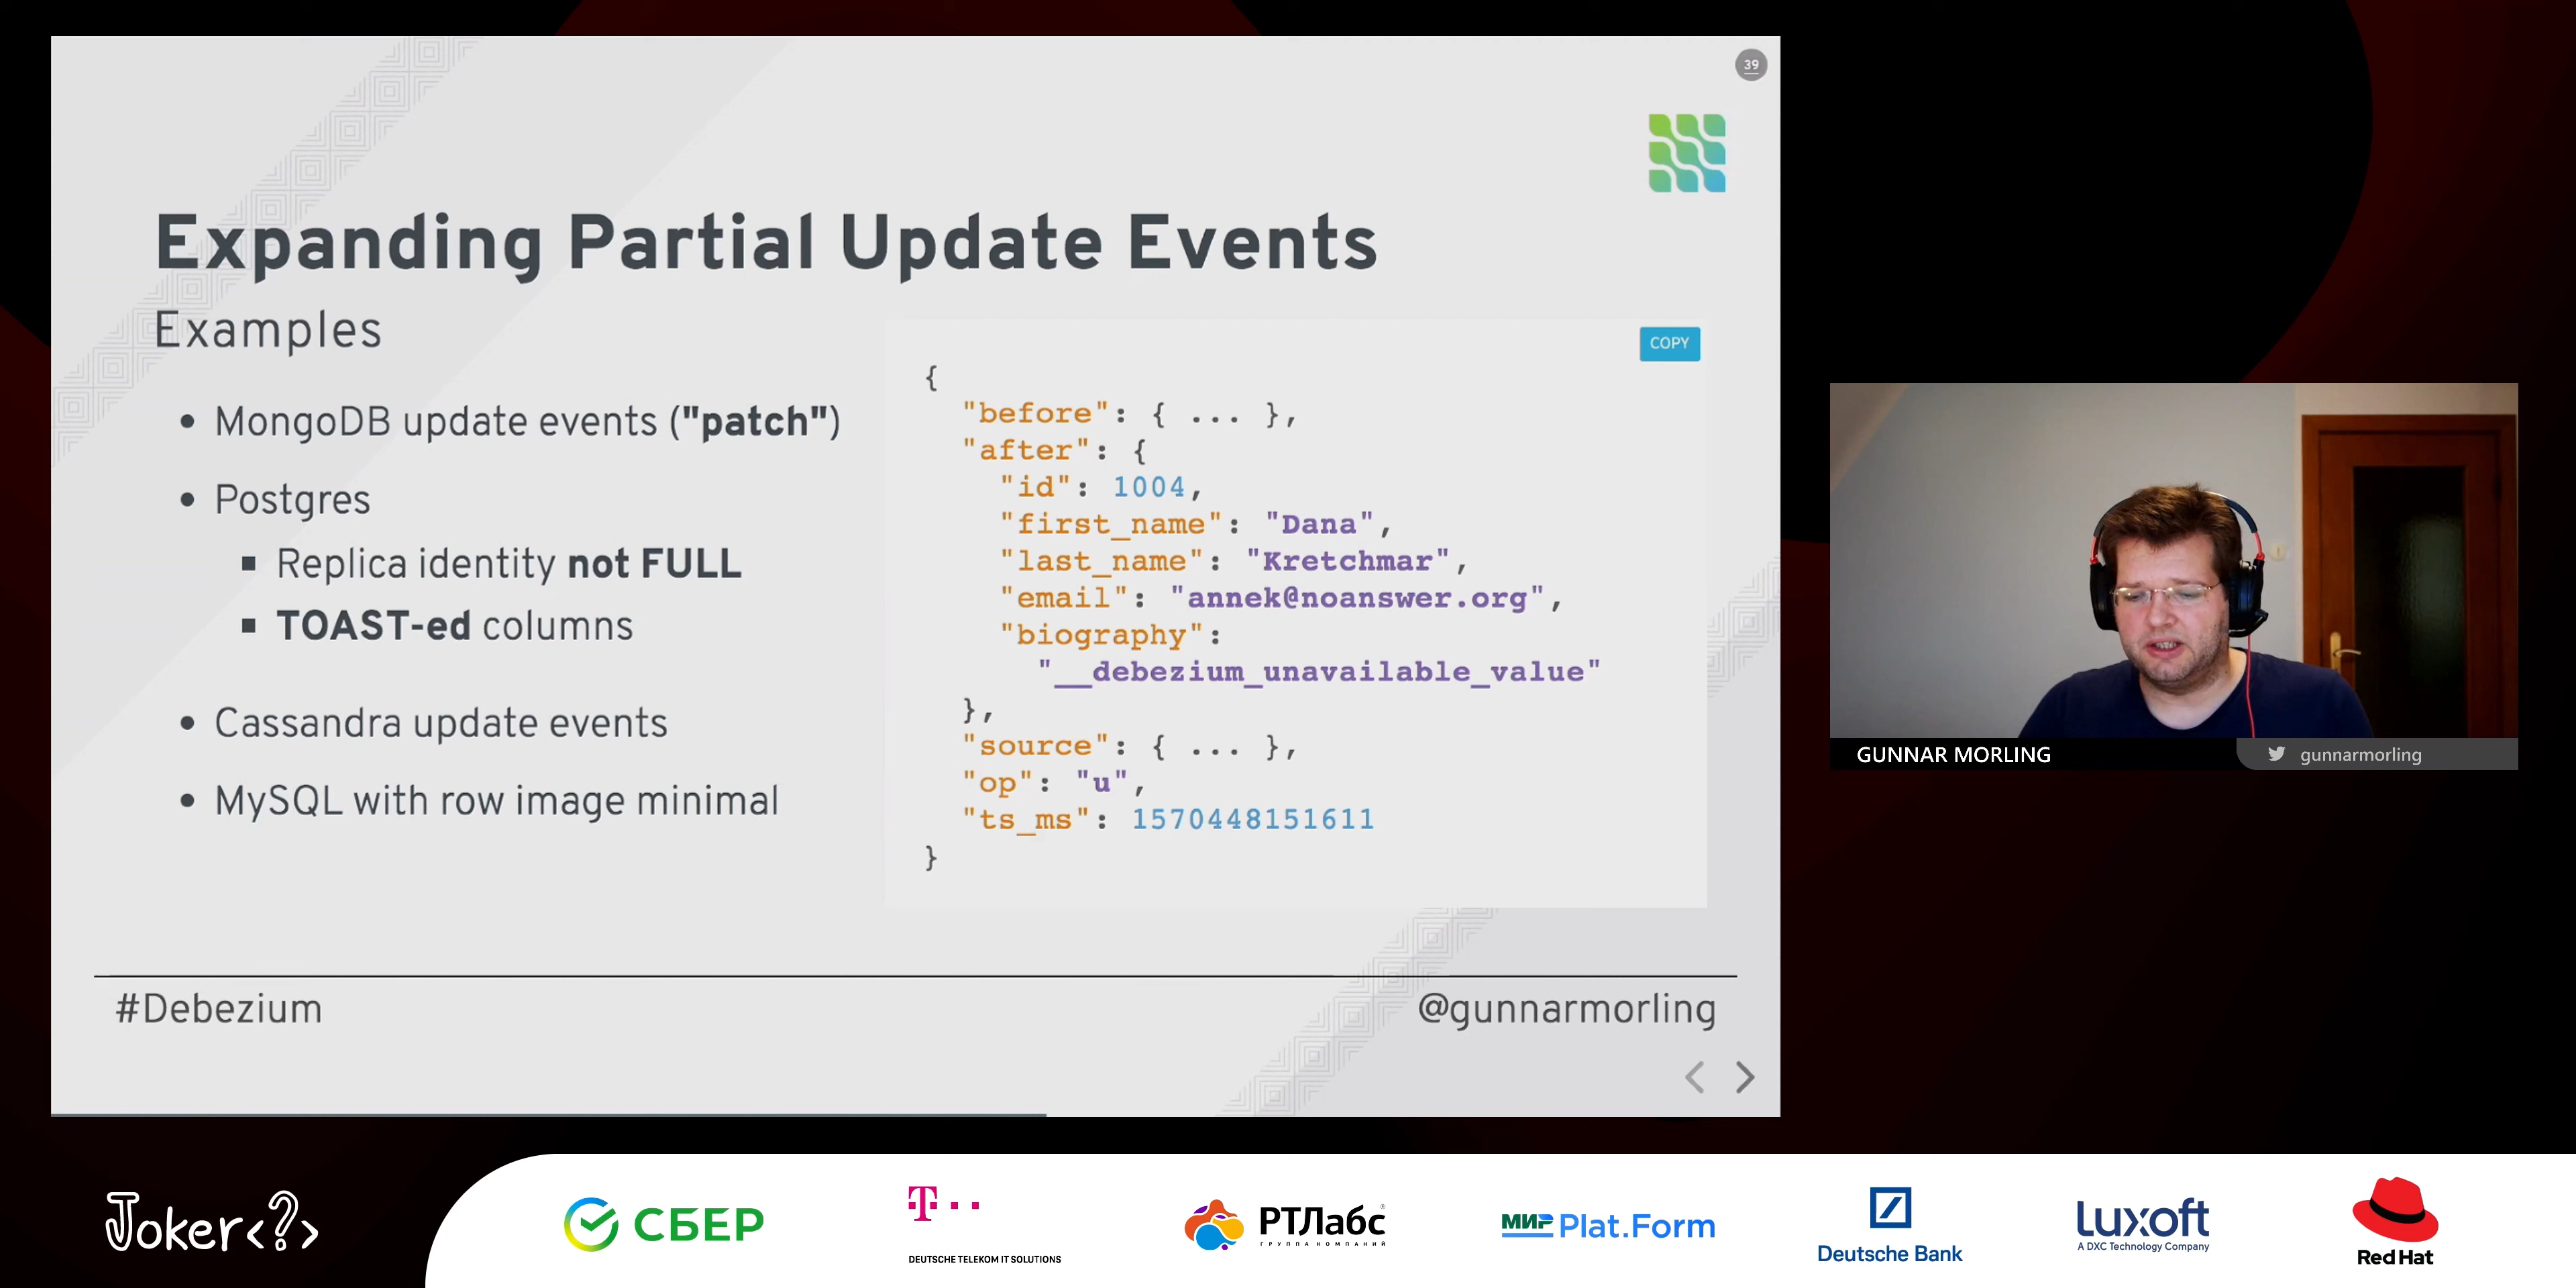 39
Expanding Partial Update Events
Examples
• MongoDB update events ("patch")
• Postgres
▪ Replica identity not FULL
▪ TOAST-ed columns
• Cassandra update events
• MySQL with row image minimal
COPY
{
"before": { ... },
"after": {
"id": 1004,
"first_name": "Dana",
"last_name": "Kretchmar",
"email": "annek@noanswer.org",
"biography":
"__debezium_unavailable_value"
},
"source": { ... },
"op": "u",
"ts_ms": 1570448151611
}
#Debezium
@gunnarmorling
GUNNAR MORLING
gunnarmorling
Joker<?>
СБЕР
T
DEUTSCHE TELEKOM IT SOLUTIONS
РТЛабс
ГРУППА КОМПАНИЙ
МИР Plat.Form
Deutsche Bank
Luxoft
A DXC Technology Company
Red Hat